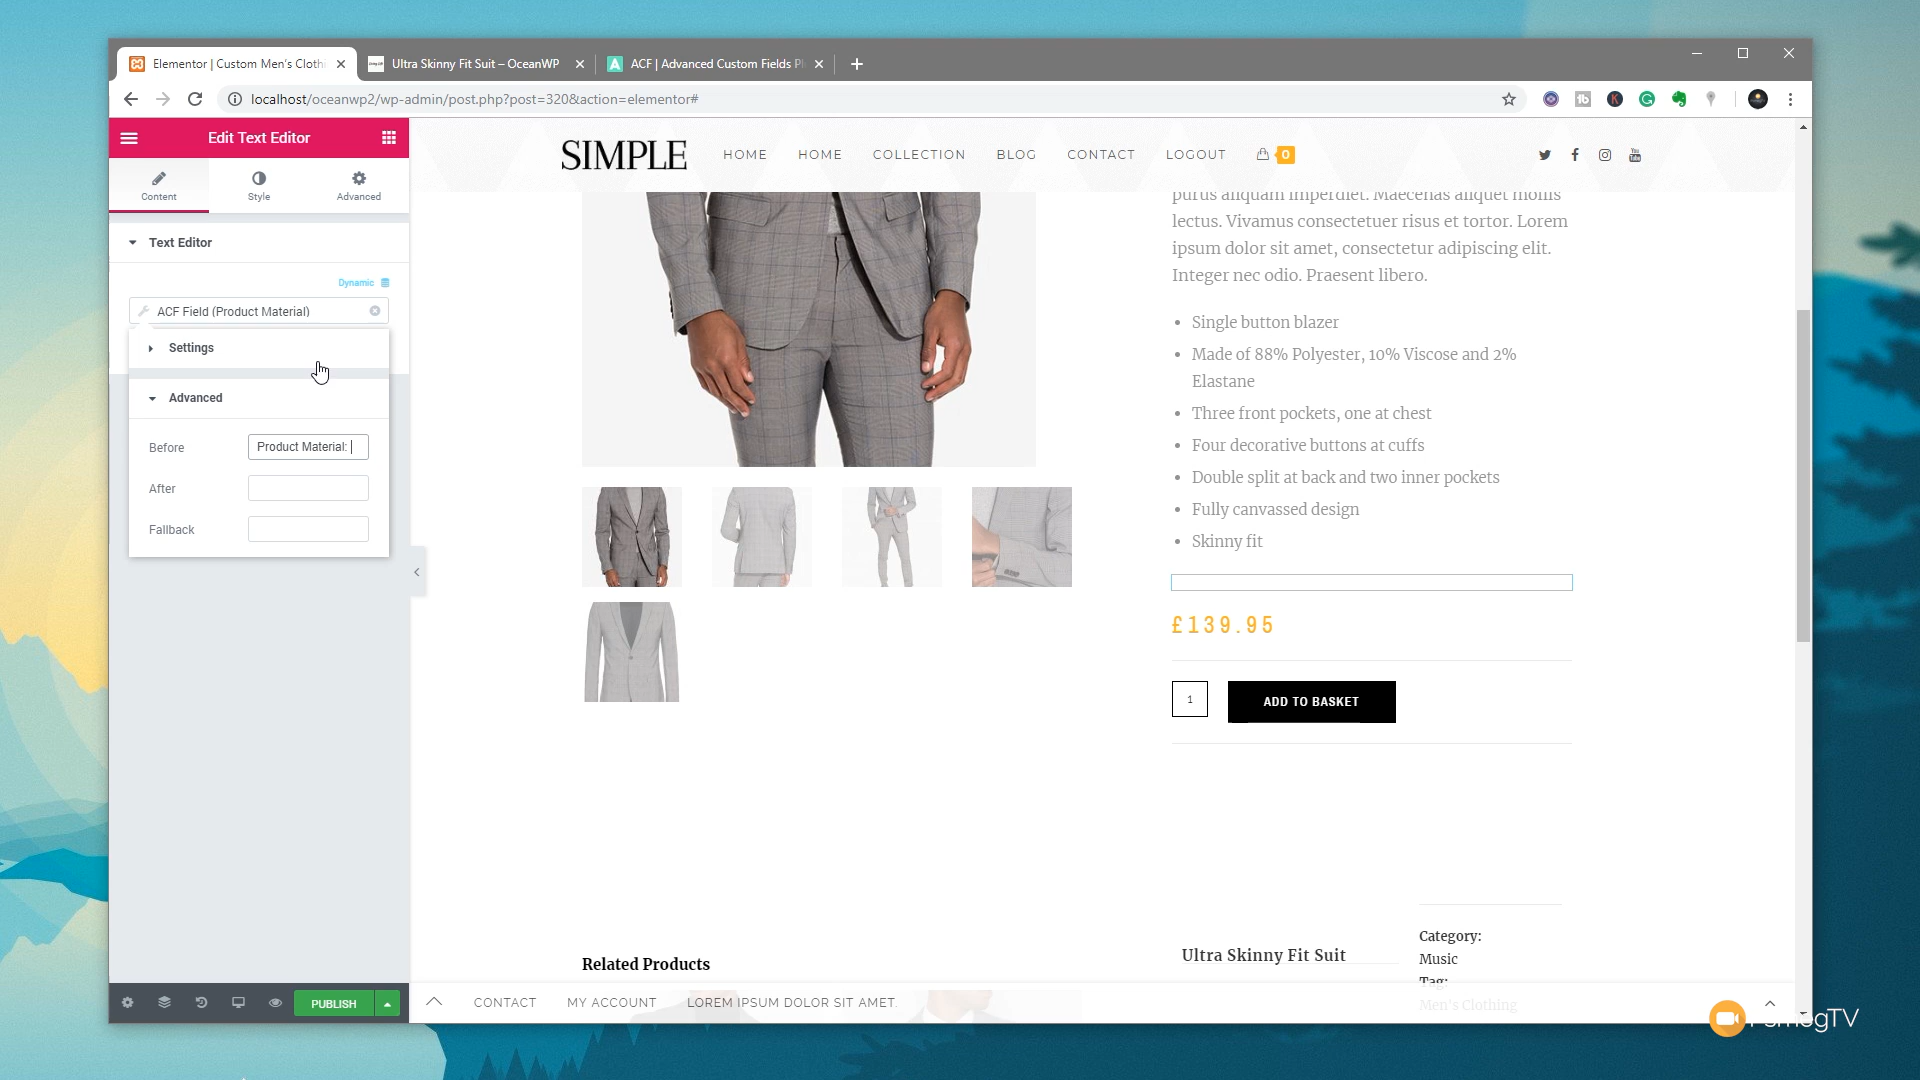 Elementor | Custom Men's Clothi
Ultra Skinny Fit Suit – OceanWP
ACF | Advanced Custom Fields P
localhost/oceanwp2/wp-admin/post.php?post=320&action=elementor#
Edit Text Editor
Content
Style
Advanced
Text Editor
Dynamic
ACF Field (Product Material)
Settings
Advanced
Before
Product Material:
After
Fallback
PUBLISH
SIMPLE
HOME
HOME
COLLECTION
BLOG
CONTACT
LOGOUT
0
purus aliquam imperdiet. Maecenas aliquet mollis
lectus. Vivamus consectetuer risus et tortor. Lorem
ipsum dolor sit amet, consectetur adipiscing elit.
Integer nec odio. Praesent libero.
• Single button blazer
• Made of 88% Polyester, 10% Viscose and 2%
Elastane
• Three front pockets, one at chest
• Four decorative buttons at cuffs
• Double split at back and two inner pockets
• Fully canvassed design
• Skinny fit
£139.95
1
ADD TO BASKET
Related Products
Ultra Skinny Fit Suit
Category:
Music
Tag:
Men's Clothing
CONTACT
MY ACCOUNT
LOREM IPSUM DOLOR SIT AMET.